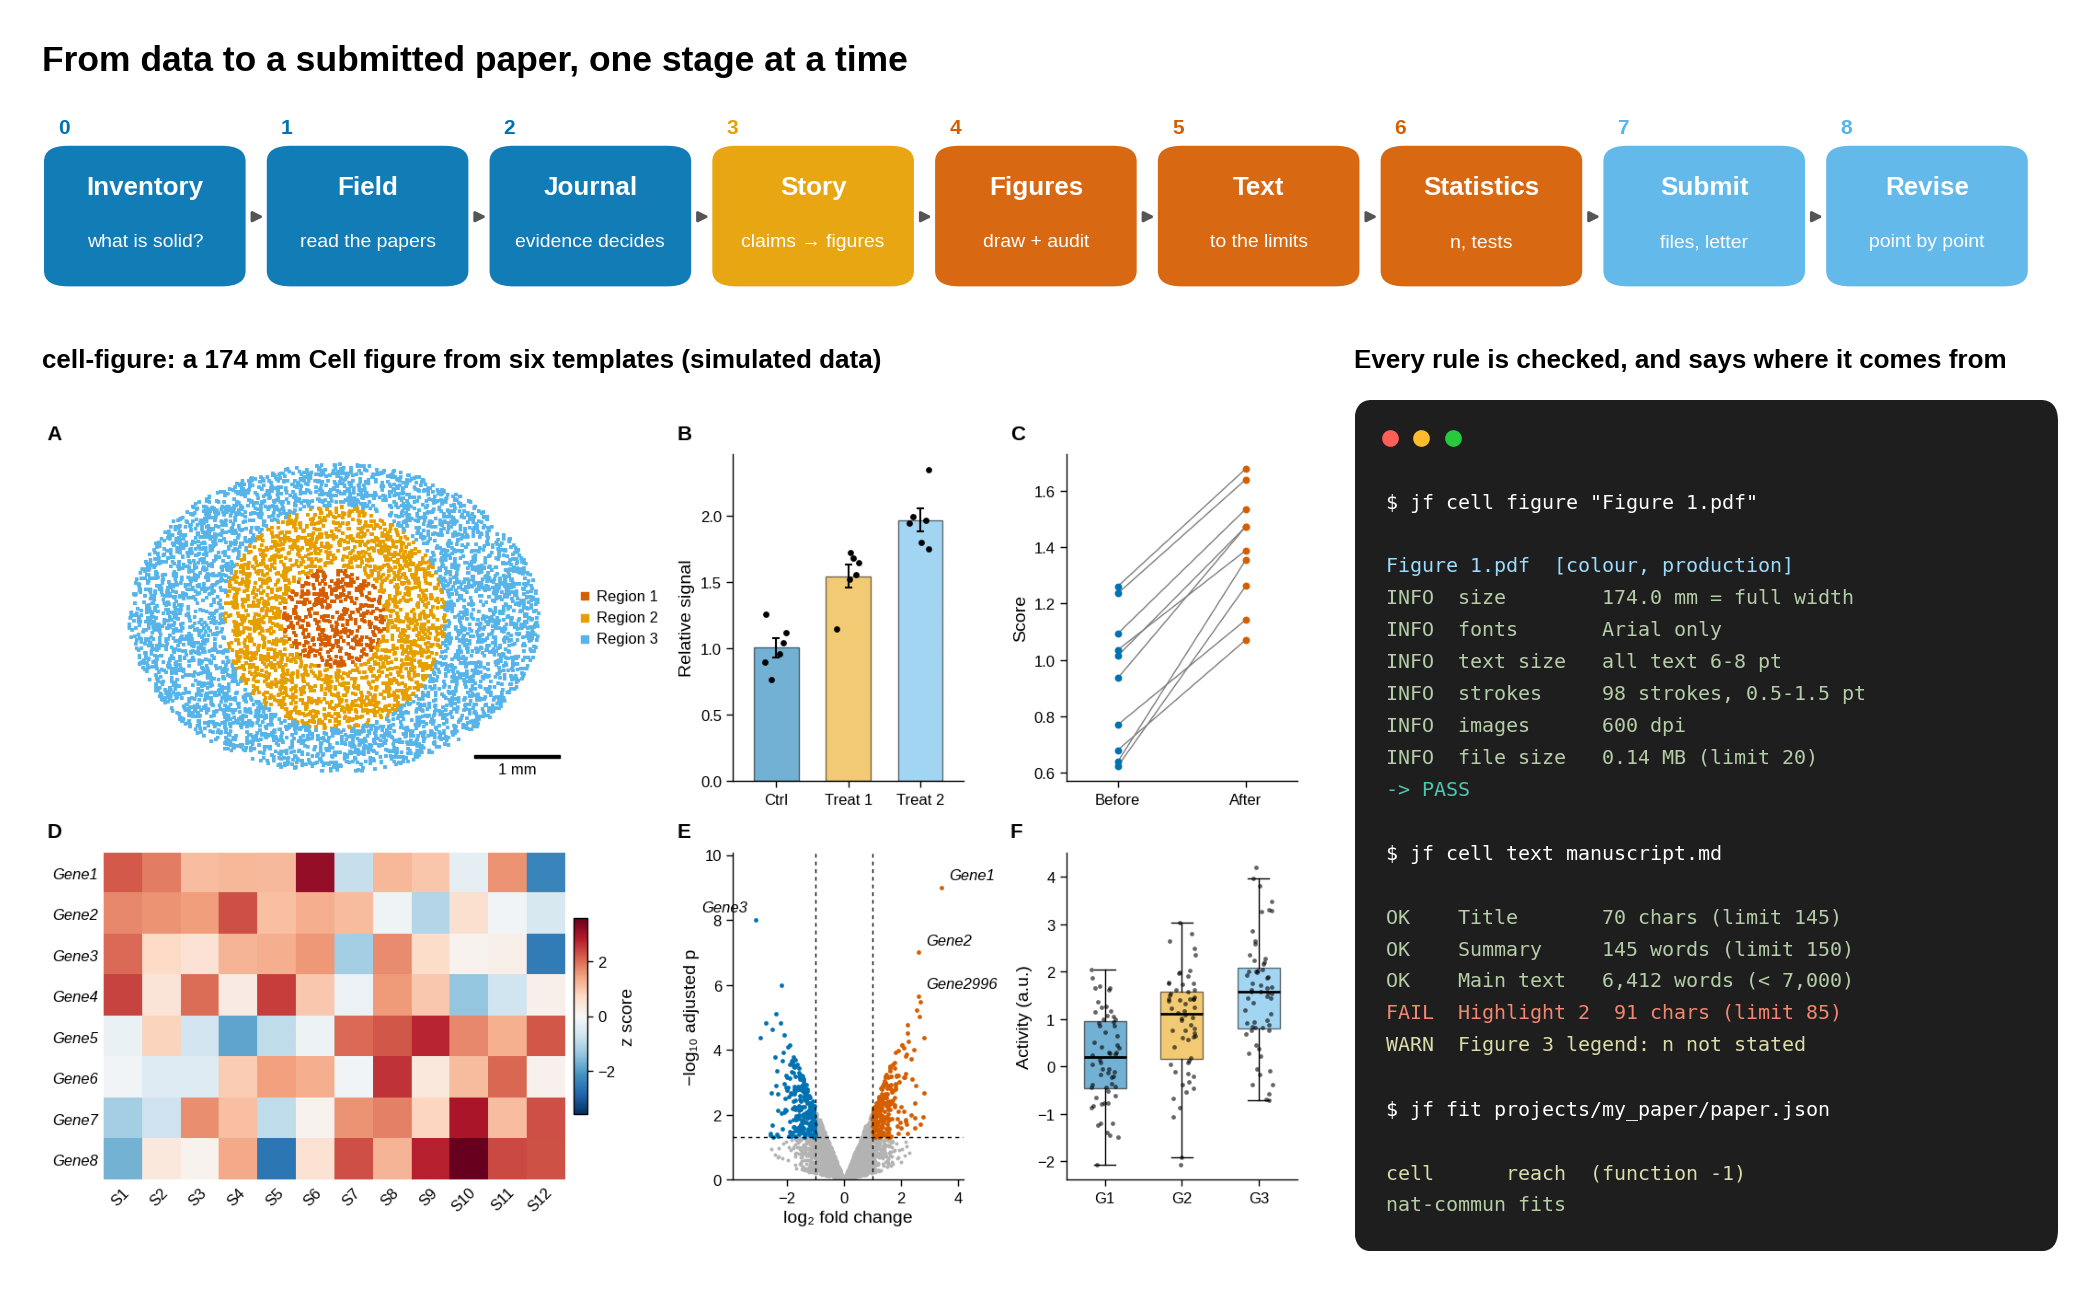 From data to a submitted paper, one stage at a time
0
1
2
3
4
5
6
7
8
Inventory
what is solid?
Field
read the papers
Journal
evidence decides
Story
claims → figures
Figures
draw + audit
Text
to the limits
Statistics
n, tests
Submit
files, letter
Revise
point by point
cell-figure: a 174 mm Cell figure from six templates (simulated data)
A
Region 1
Region 2
Region 3
1 mm
B
Relative signal
2.0
1.5
1.0
0.5
0.0
Ctrl
Treat 1
Treat 2
C
Score
1.6
1.4
1.2
1.0
0.8
0.6
Before
After
D
Gene1
Gene2
Gene3
Gene4
Gene5
Gene6
Gene7
Gene8
S1
S2
S3
S4
S5
S6
S7
S8
S9
S10
S11
S12
2
0
−2
z score
E
−log₁₀ adjusted p
10
8
6
4
2
0
Gene1
Gene3
Gene2
Gene2996
−2
0
2
4
log₂ fold change
F
Activity (a.u.)
4
3
2
1
0
−1
−2
G1
G2
G3
Every rule is checked, and says where it comes from
$ jf cell figure "Figure 1.pdf"
Figure 1.pdf  [colour, production]
INFO  size        174.0 mm = full width
INFO  fonts       Arial only
INFO  text size   all text 6-8 pt
INFO  strokes     98 strokes, 0.5-1.5 pt
INFO  images      600 dpi
INFO  file size   0.14 MB (limit 20)
-> PASS
$ jf cell text manuscript.md
OK    Title       70 chars (limit 145)
OK    Summary     145 words (limit 150)
OK    Main text   6,412 words (< 7,000)
FAIL  Highlight 2  91 chars (limit 85)
WARN  Figure 3 legend: n not stated
$ jf fit projects/my_paper/paper.json
cell      reach  (function -1)
nat-commun fits